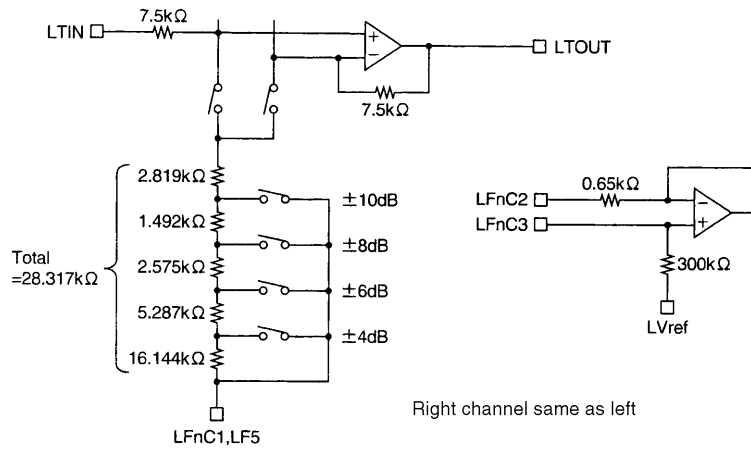 7.5kΩ
LTIN
LTOUT
7.5kΩ
2.819kΩ
±10dB
1.492kΩ
±8dB
Total
=28.317kΩ
2.575kΩ
±6dB
5.287kΩ
±4dB
16.144kΩ
LFnC1,LF5
LFnC2
0.65kΩ
LFnC3
300kΩ
LVref
Right channel same as left